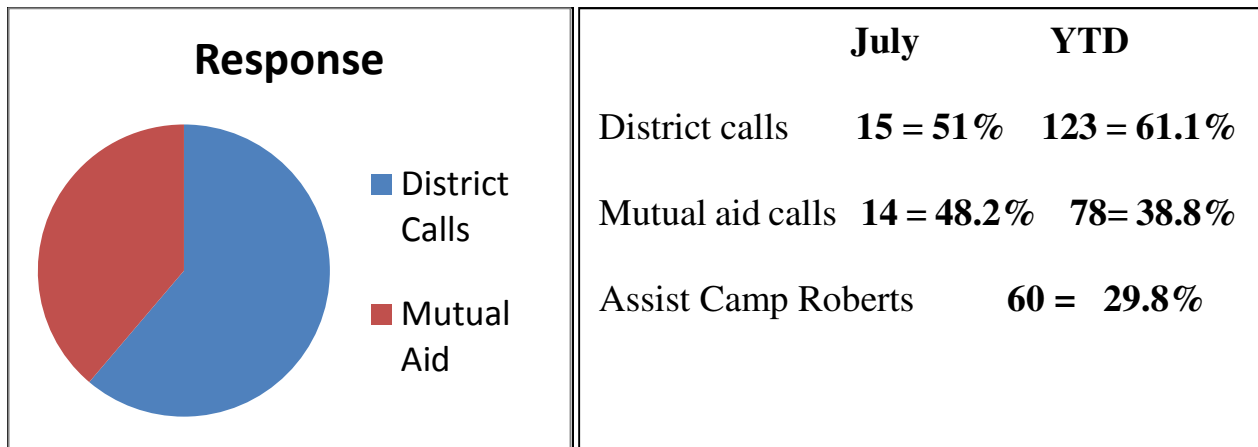 Response
District
Calls
Mutual
Aid
July YTD
District calls 15 = 51% 123 = 61.1%
Mutual aid calls 14 = 48.2% 78= 38.8%
Assist Camp Roberts 60 = 29.8%